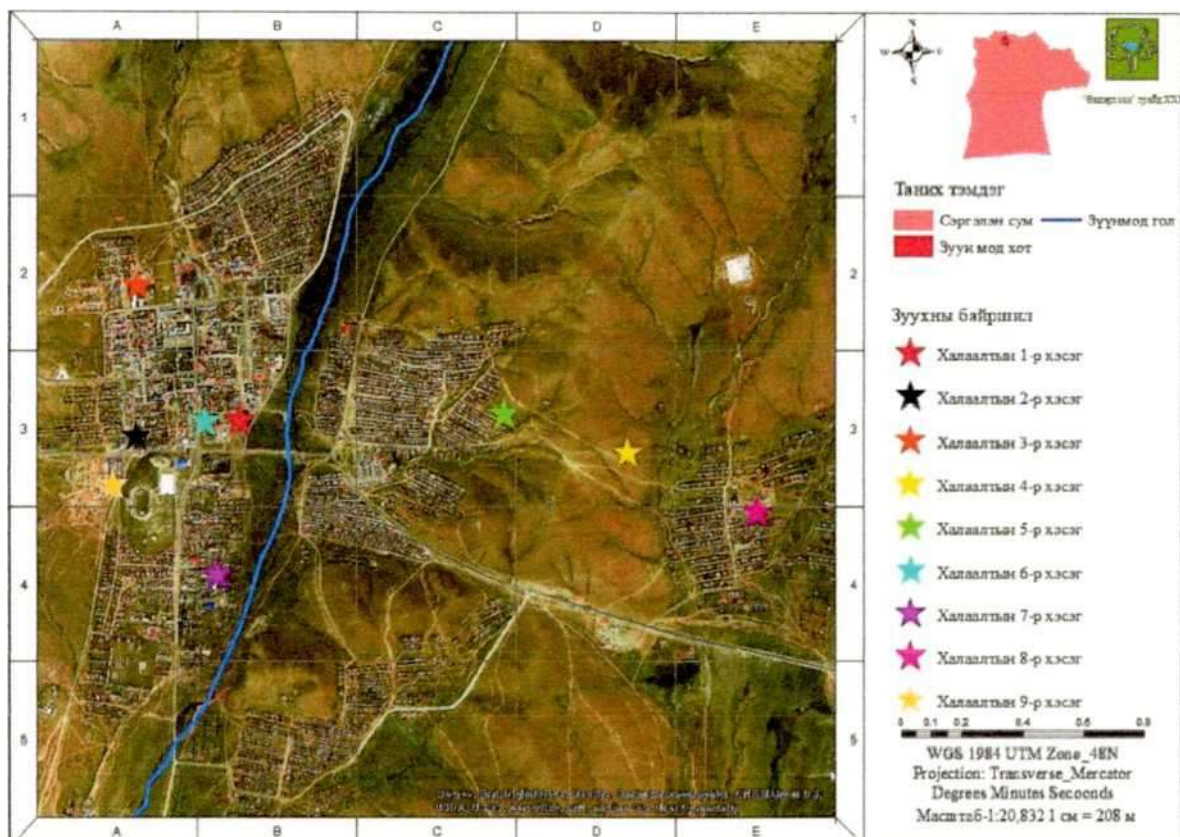 A B C D E
1 1
2 2
3 3
4 4
5 5
A B C D E
N
W E
S
Таних тэмдэг
Сэргэлэн сум
Зүүнмод гол
Зуун мод хот
Зуухны байршил
Халаалтын 1-р хэсэг
Халаалтын 2-р хэсэг
Халаалтын 3-р хэсэг
Халаалтын 4-р хэсэг
Халаалтын 5-р хэсэг
Халаалтын 6-р хэсэг
Халаалтын 7-р хэсэг
Халаалтын 8-р хэсэг
Халаалтын 9-р хэсэг
0 0.1 0.2 0.4 0.6 0.8
WGS 1984 UTM Zone_48N
Projection: Transverse_Mercator
Degrees Minutes Secoonds
Масштаб-1:20,832 1 см = 208 м